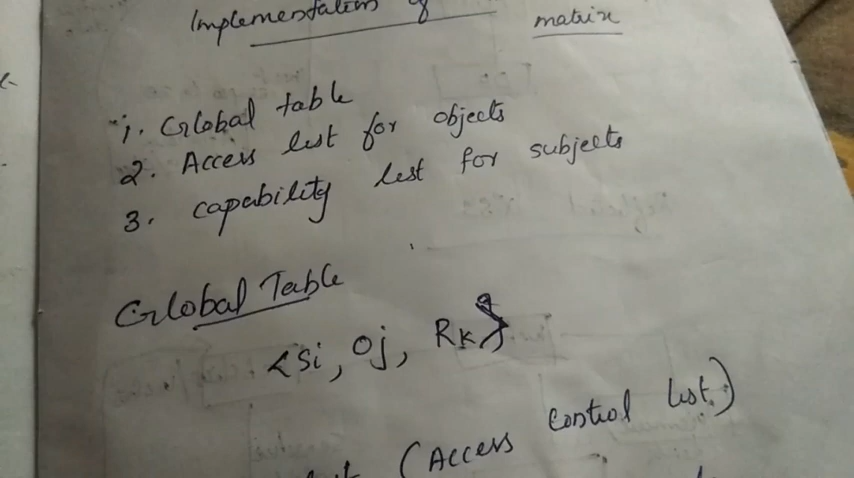 Implementation of matrix
1. Global table
2. Access list for objects
3. capability list for subjects
Global Table
<Si, Oj, Rk>
(Access control list)